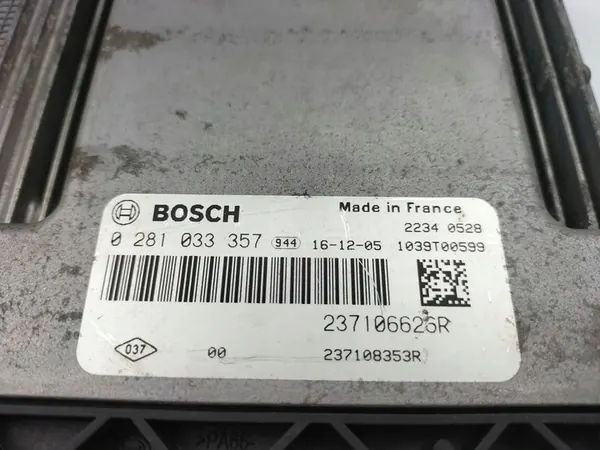 BOSCH Made in France
2234 0528
0 281 033 357 944 16-12-05 1039T00599
237106626R
037 00 237108353R
>PA66-